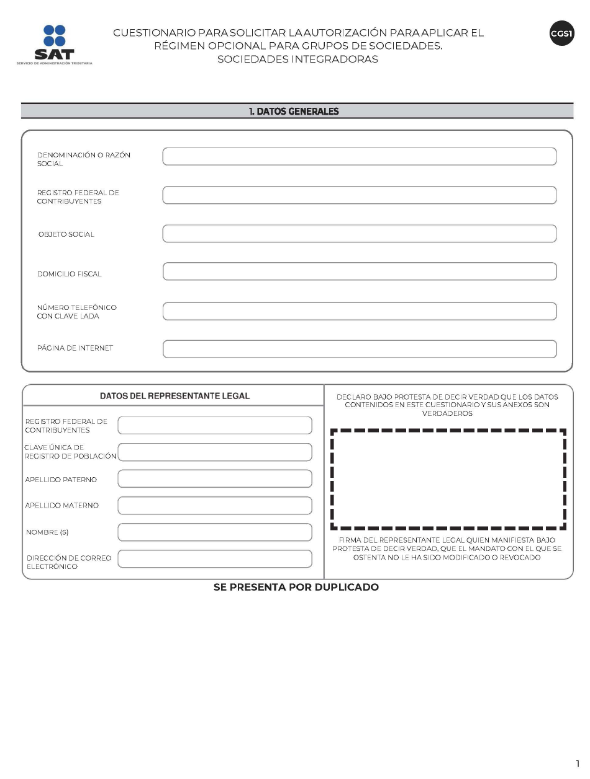 CUESTIONARIO PARA SOLICITAR LA AUTORIZACIÓN PARA APLICAR EL
RÉGIMEN OPCIONAL PARA GRUPOS DE SOCIEDADES.
SOCIEDADES INTEGRADORAS
CGS1
SAT
SERVICIO DE ADMINISTRACIÓN TRIBUTARIA
1. DATOS GENERALES
DENOMINACIÓN O RAZÓN
SOCIAL
REGISTRO FEDERAL DE
CONTRIBUYENTES
OBJETO SOCIAL
DOMICILIO FISCAL
NÚMERO TELEFÓNICO
CON CLAVE LADA
PÁGINA DE INTERNET
DATOS DEL REPRESENTANTE LEGAL
REGISTRO FEDERAL DE
CONTRIBUYENTES
CLAVE ÚNICA DE
REGISTRO DE POBLACIÓN
APELLIDO PATERNO
APELLIDO MATERNO
NOMBRE (S)
DIRECCIÓN DE CORREO
ELECTRÓNICO
DECLARO BAJO PROTESTA DE DECIR VERDAD QUE LOS DATOS
CONTENIDOS EN ESTE CUESTIONARIO Y SUS ANEXOS SON
VERDADEROS
FIRMA DEL REPRESENTANTE LEGAL QUIEN MANIFIESTA BAJO
PROTESTA DE DECIR VERDAD, QUE EL MANDATO CON EL QUE SE
OSTENTA NO LE HA SIDO MODIFICADO O REVOCADO
SE PRESENTA POR DUPLICADO
1